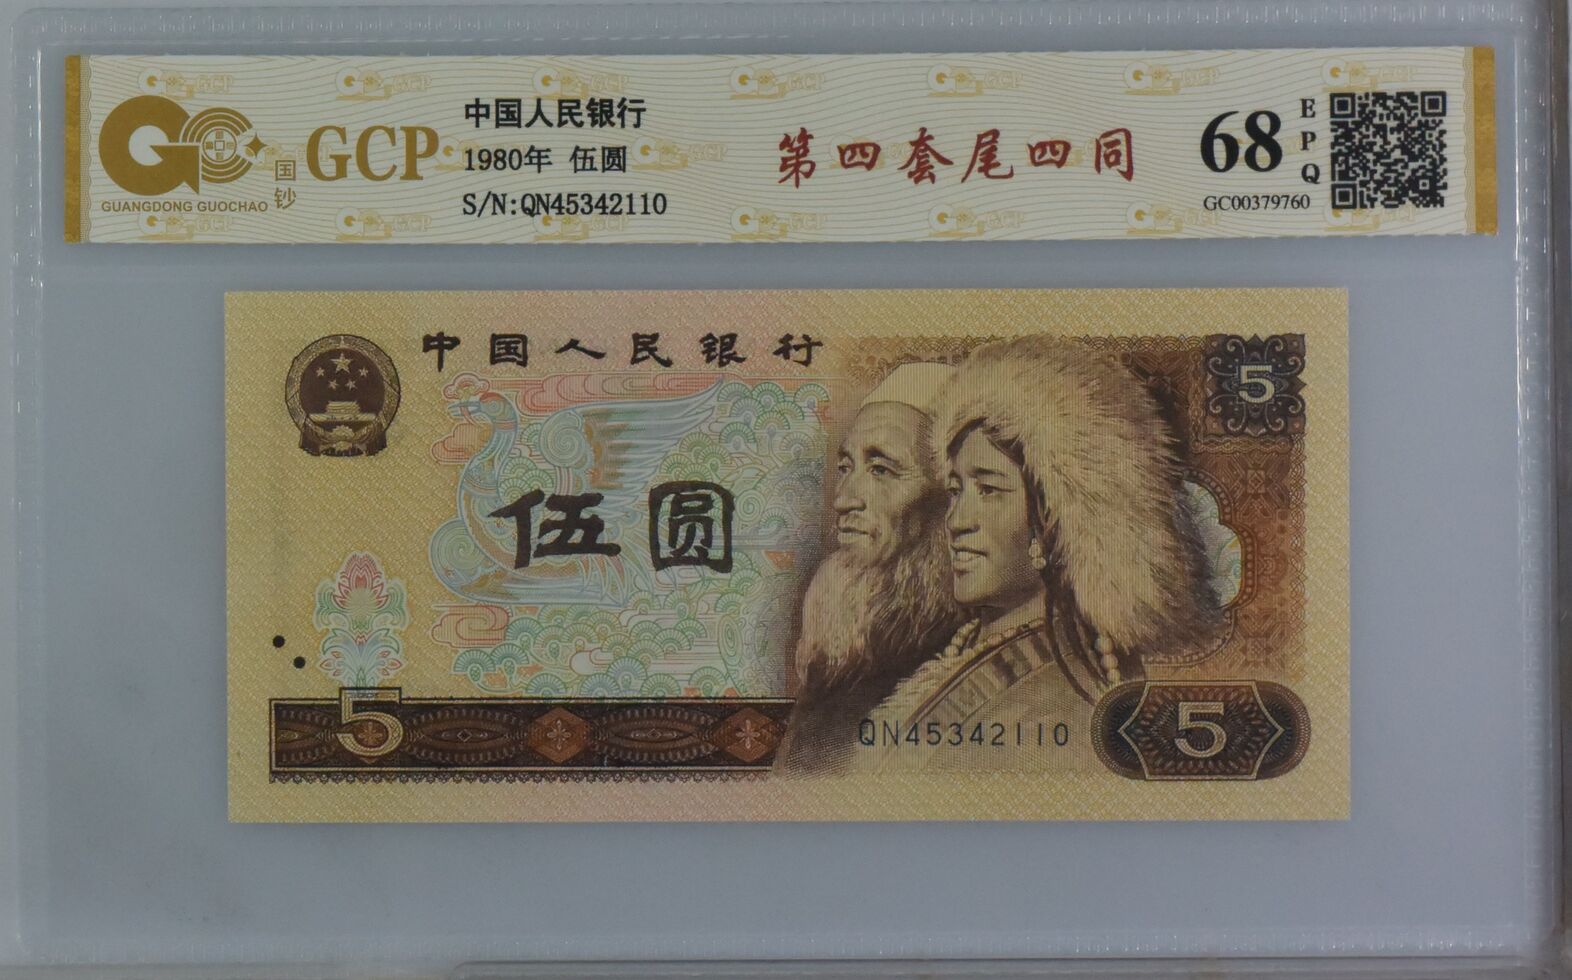 GCP
GUANGDONG GUOCHAO
国钞
中国人民银行
1980年 伍圆
S/N:QN45342110
第四套尾四同
68
EPQ
GC00379760
中国人民银行
5
伍圆
5
QN45342110
5